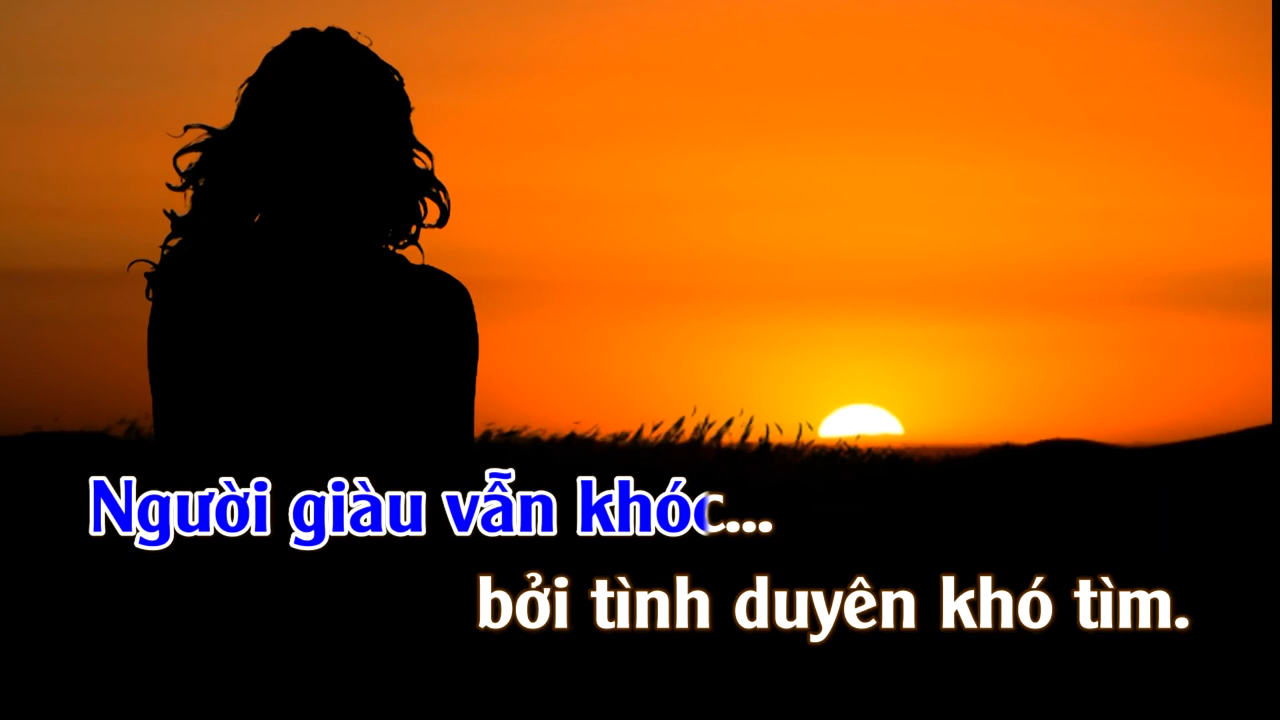 Người giàu vẫn khóc...
bởi tình duyên khó tìm.